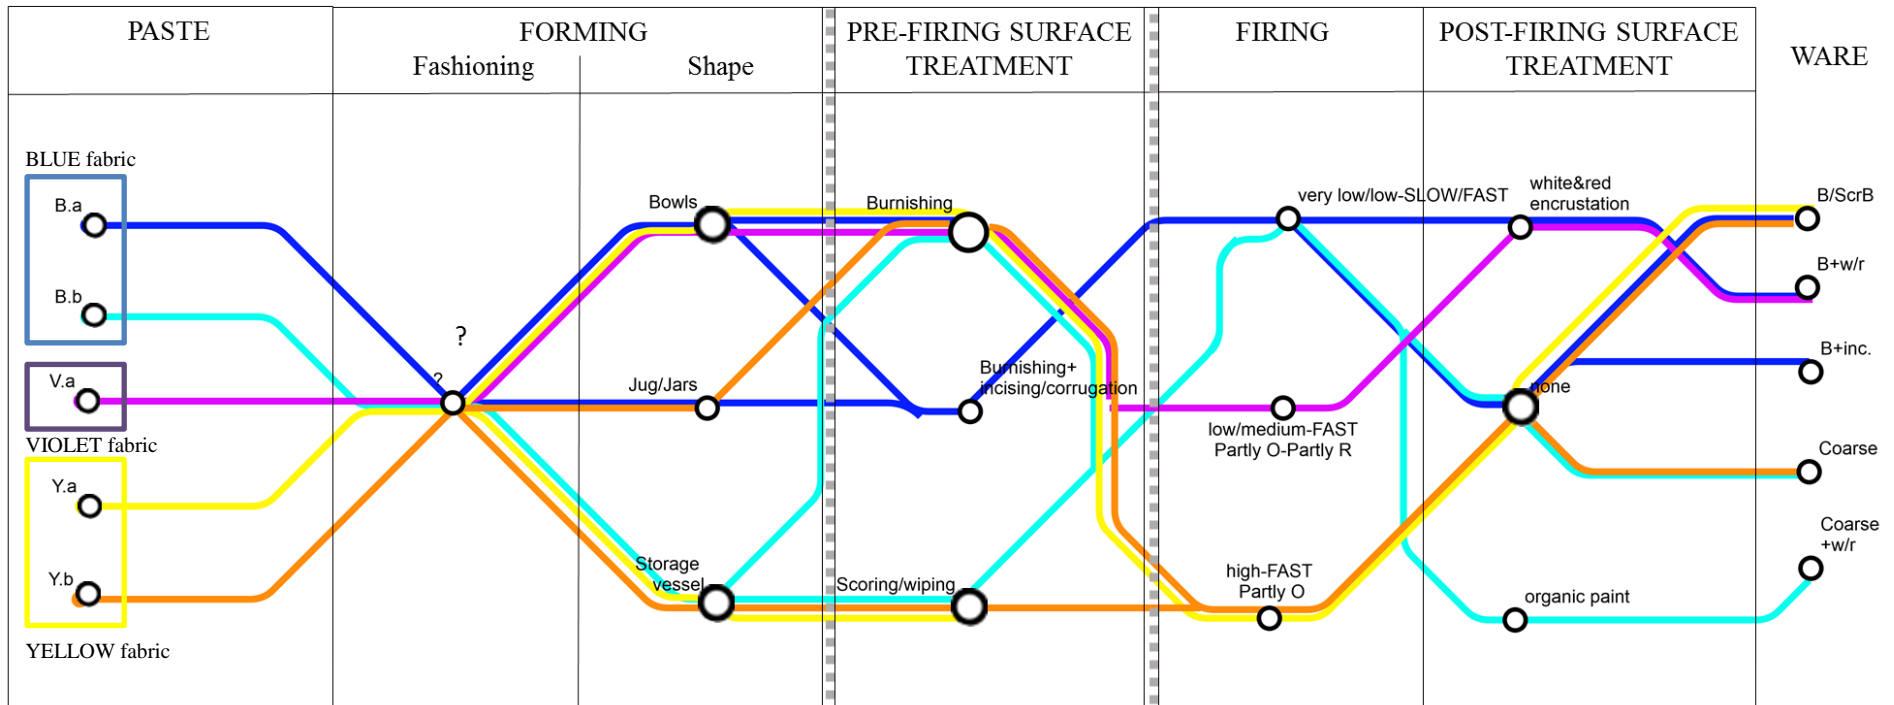 PASTE
FORMING
Fashioning
Shape
PRE-FIRING SURFACE
TREATMENT
FIRING
POST-FIRING SURFACE
TREATMENT
WARE
BLUE fabric
B.a
B.b
V.a
VIOLET fabric
Y.a
Y.b
YELLOW fabric
?
?
Bowls
Jug/Jars
Storage
vessel
Burnishing
Burnishing+
incising/corrugation
Scoring/wiping
very low/low-SLOW/FAST
low/medium-FAST
Partly O-Partly R
high-FAST
Partly O
white&red
encrustation
none
organic paint
B/ScrB
B+w/r
B+inc.
Coarse
Coarse
+w/r